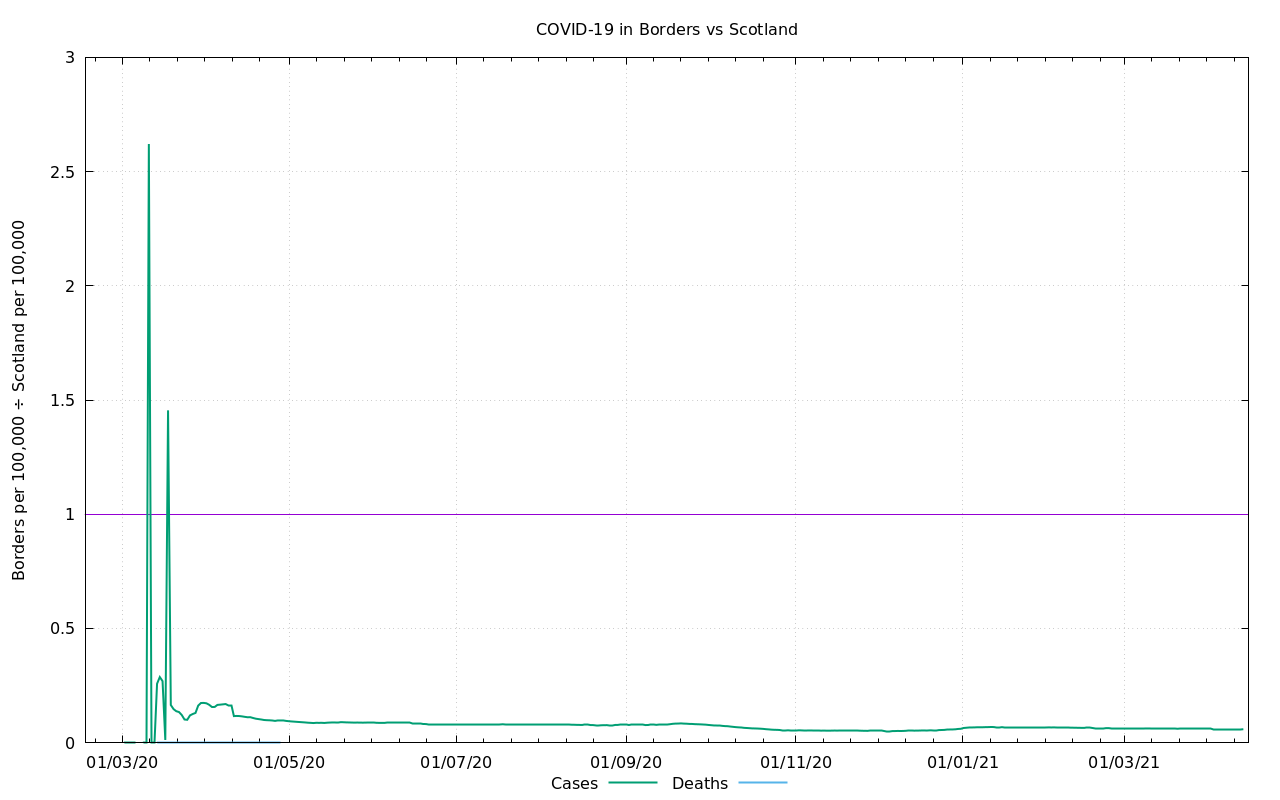 COVID-19 in Borders vs Scotland
Borders per 100,000 ÷ Scotland per 100,000
3
2.5
2
1.5
1
0.5
0
01/03/20 01/05/20 01/07/20 01/09/20 01/11/20 01/01/21 01/03/21
Cases Deaths